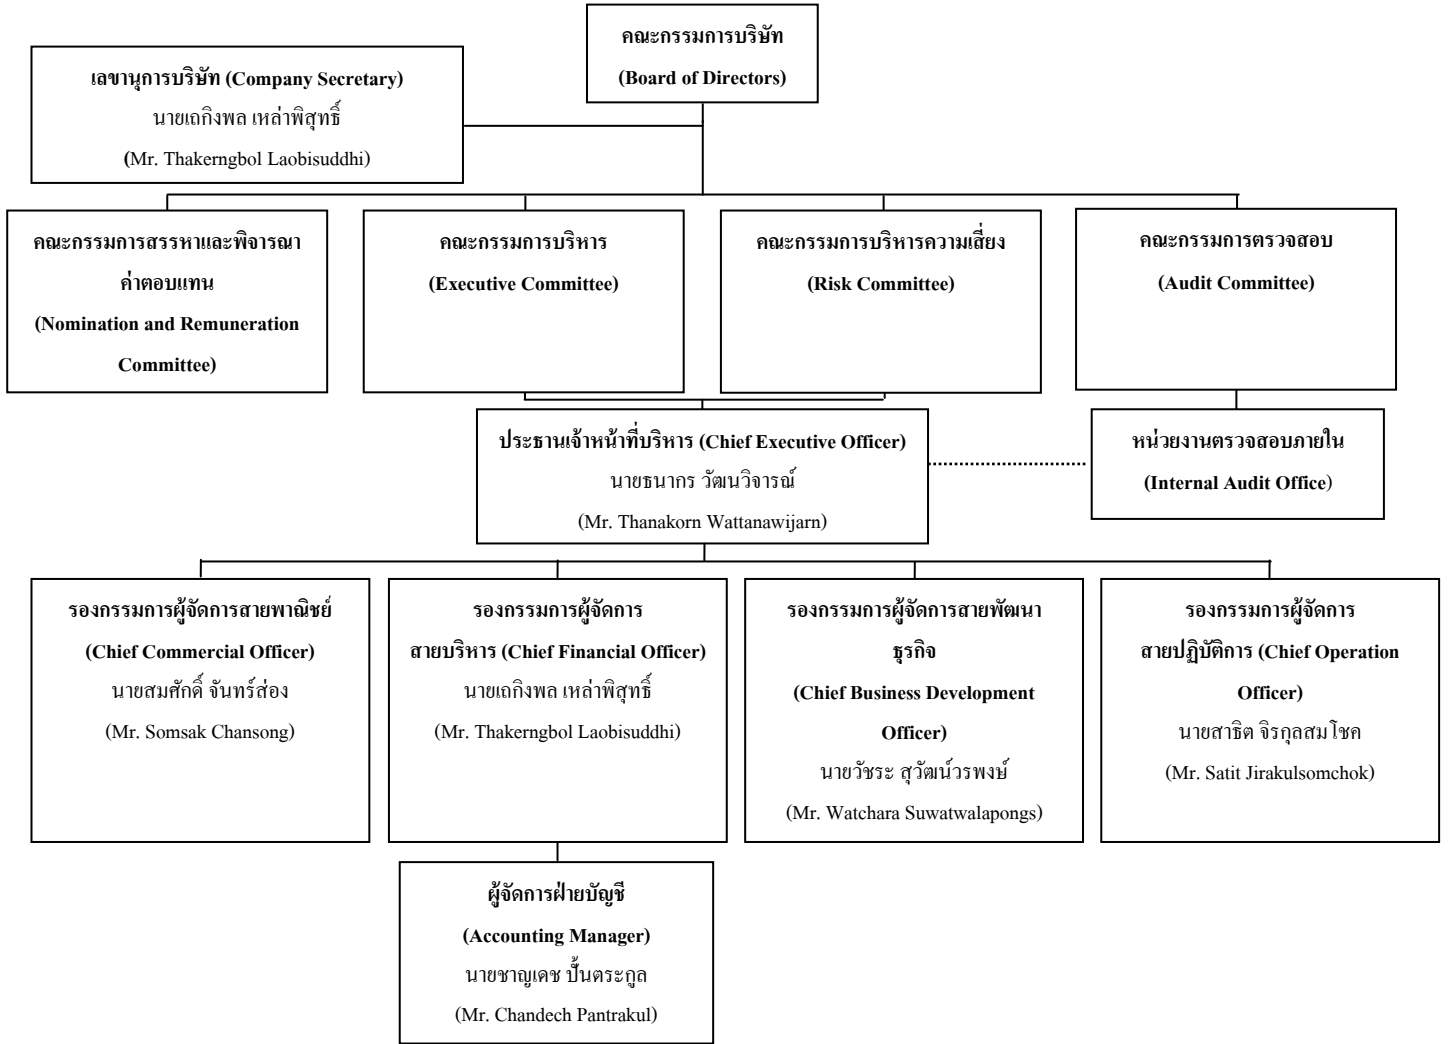 คณะกรรมการบริษัท
(Board of Directors)
เลขานุการบริษัท (Company Secretary)
นายเถกิงพล เหล่าพิสุทธิ์
(Mr. Thakerngbol Laobisuddhi)
คณะกรรมการสรรหาและพิจารณา
ค่าตอบแทน
(Nomination and Remuneration
Committee)
คณะกรรมการบริหาร
(Executive Committee)
คณะกรรมการบริหารความเสี่ยง
(Risk Committee)
คณะกรรมการตรวจสอบ
(Audit Committee)
ประธานเจ้าหน้าที่บริหาร (Chief Executive Officer)
นายธนากร วัฒนวิจารณ์
(Mr. Thanakorn Wattanawijarn)
หน่วยงานตรวจสอบภายใน
(Internal Audit Office)
รองกรรมการผู้จัดการสายพาณิชย์
(Chief Commercial Officer)
นายสมศักดิ์ จันทร์ส่อง
(Mr. Somsak Chansong)
รองกรรมการผู้จัดการ
สายบริหาร (Chief Financial Officer)
นายเถกิงพล เหล่าพิสุทธิ์
(Mr. Thakerngbol Laobisuddhi)
รองกรรมการผู้จัดการสายพัฒนา
ธุรกิจ
(Chief Business Development
Officer)
นายวัชระ สุวัฒน์วรพงษ์
(Mr. Watchara Suwatwalapongs)
รองกรรมการผู้จัดการ
สายปฏิบัติการ (Chief Operation
Officer)
นายสาธิต จิรกุลสมโชค
(Mr. Satit Jirakulsomchok)
ผู้จัดการฝ่ายบัญชี
(Accounting Manager)
นายชาญเดช ปั้นตระกูล
(Mr. Chandech Pantrakul)